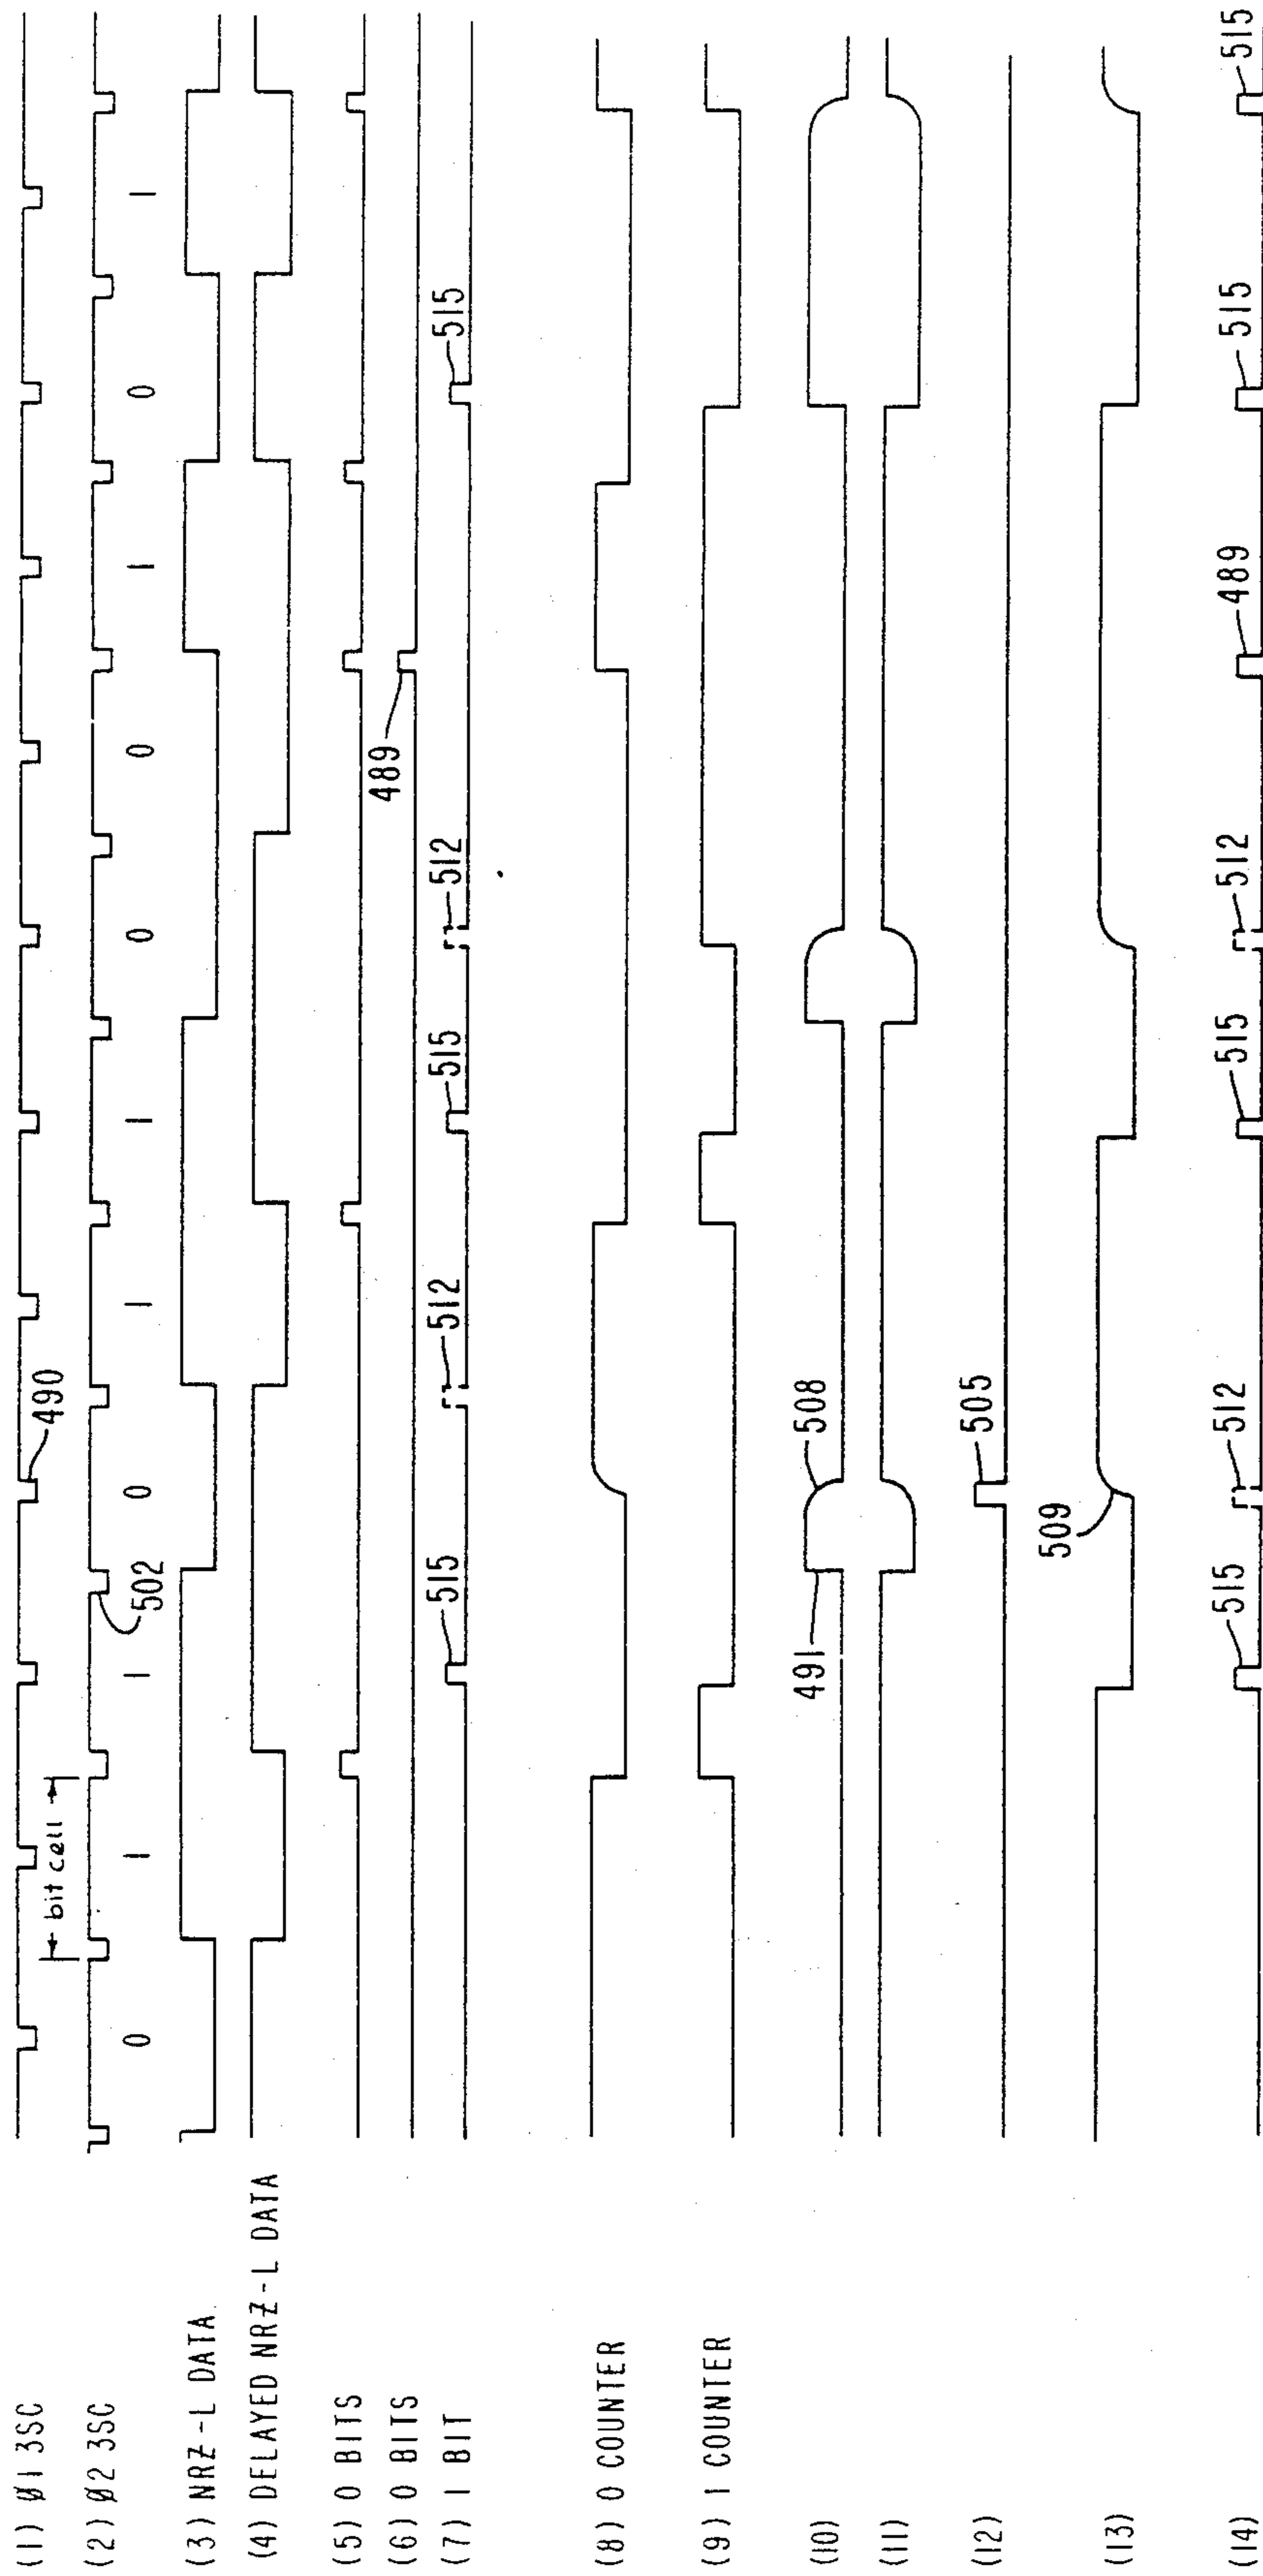 (1) Ø1 3SC
490
bit cell
(2) Ø2 3SC
502
0 1 1 0 1 1 0 0 1 0 1
(3) NRZ-L DATA
(4) DELAYED NRZ-L DATA
(5) 0 BITS
(6) 0 BITS
489
(7) 1 BIT
515 512 515 512 515
(8) 0 COUNTER
(9) 1 COUNTER
(10)
491 508
(11)
(12)
505
(13)
509
(14)
515 512 515 512 489 515 515